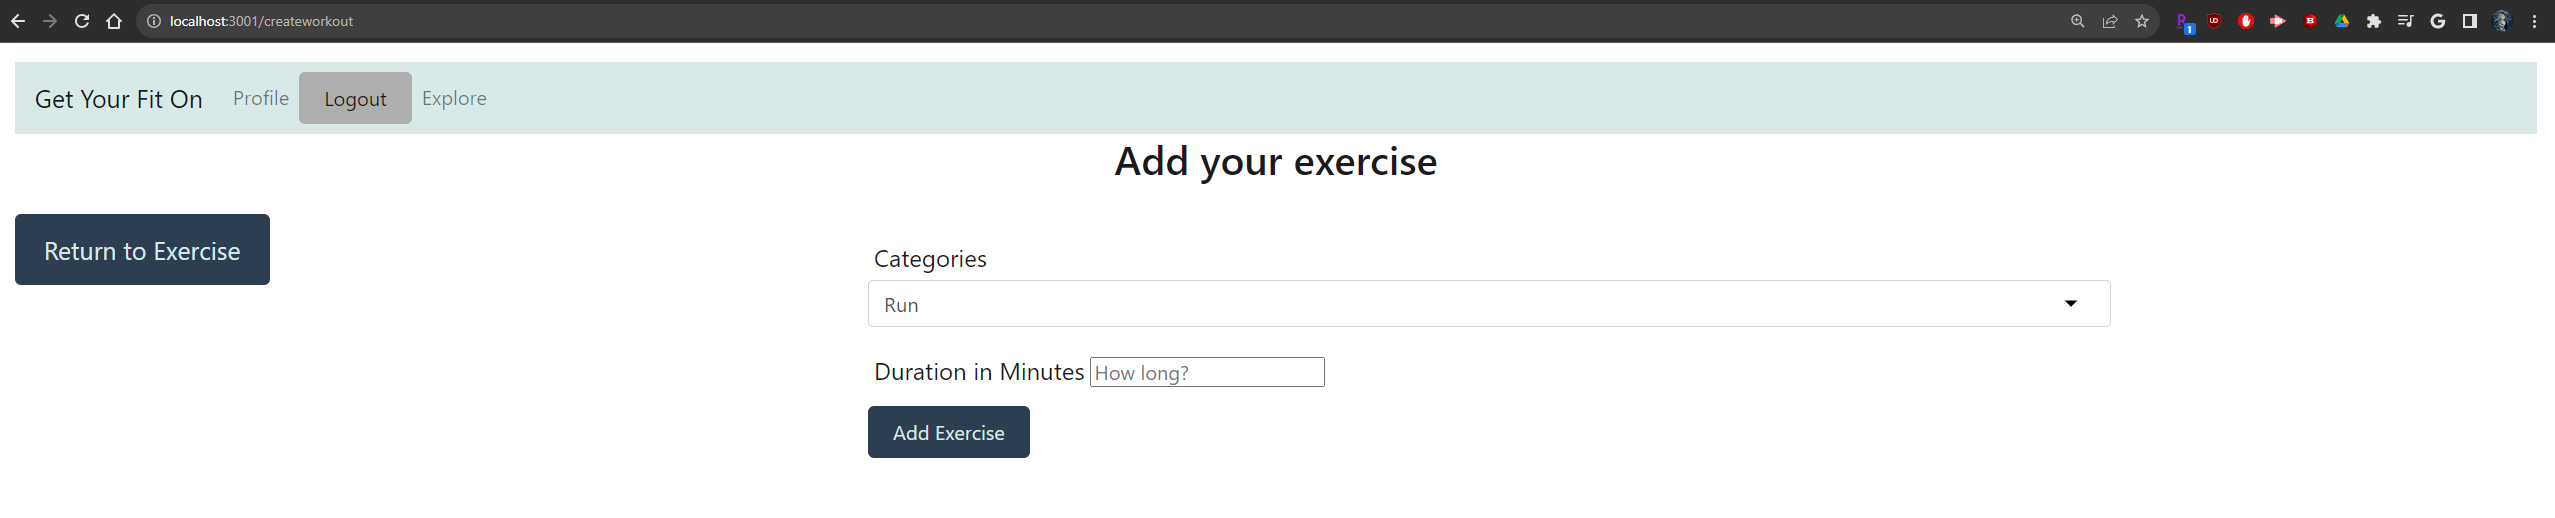 localhost:3001/createworkout
1
Get Your Fit On Profile Logout Explore
Add your exercise
Return to Exercise
Categories
Run
Duration in Minutes How long?
Add Exercise